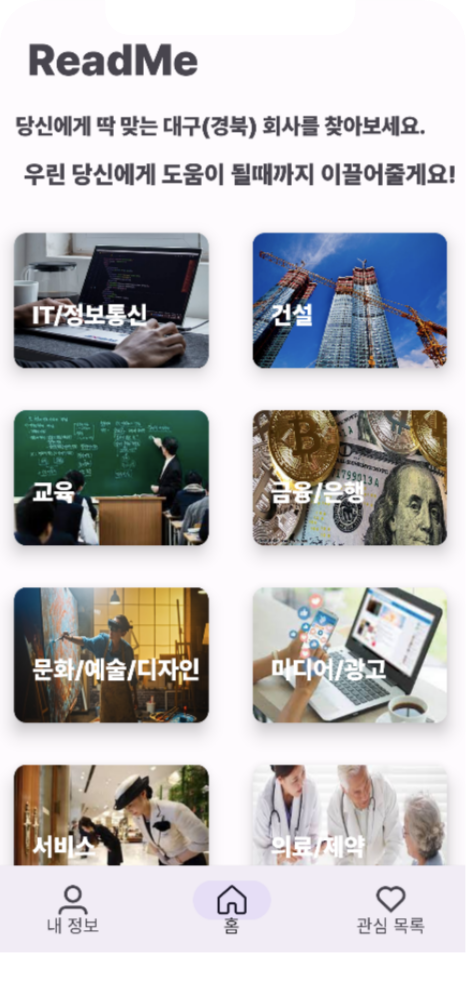 ReadMe
당신에게 딱 맞는 대구(경북) 회사를 찾아보세요.
우린 당신에게 도움이 될때까지 이끌어줄게요!
IT/정보통신
건설
교육
금융/은행
문화/예술/디자인
미디어/광고
서비스
의료/제약
내 정보
홈
관심 목록